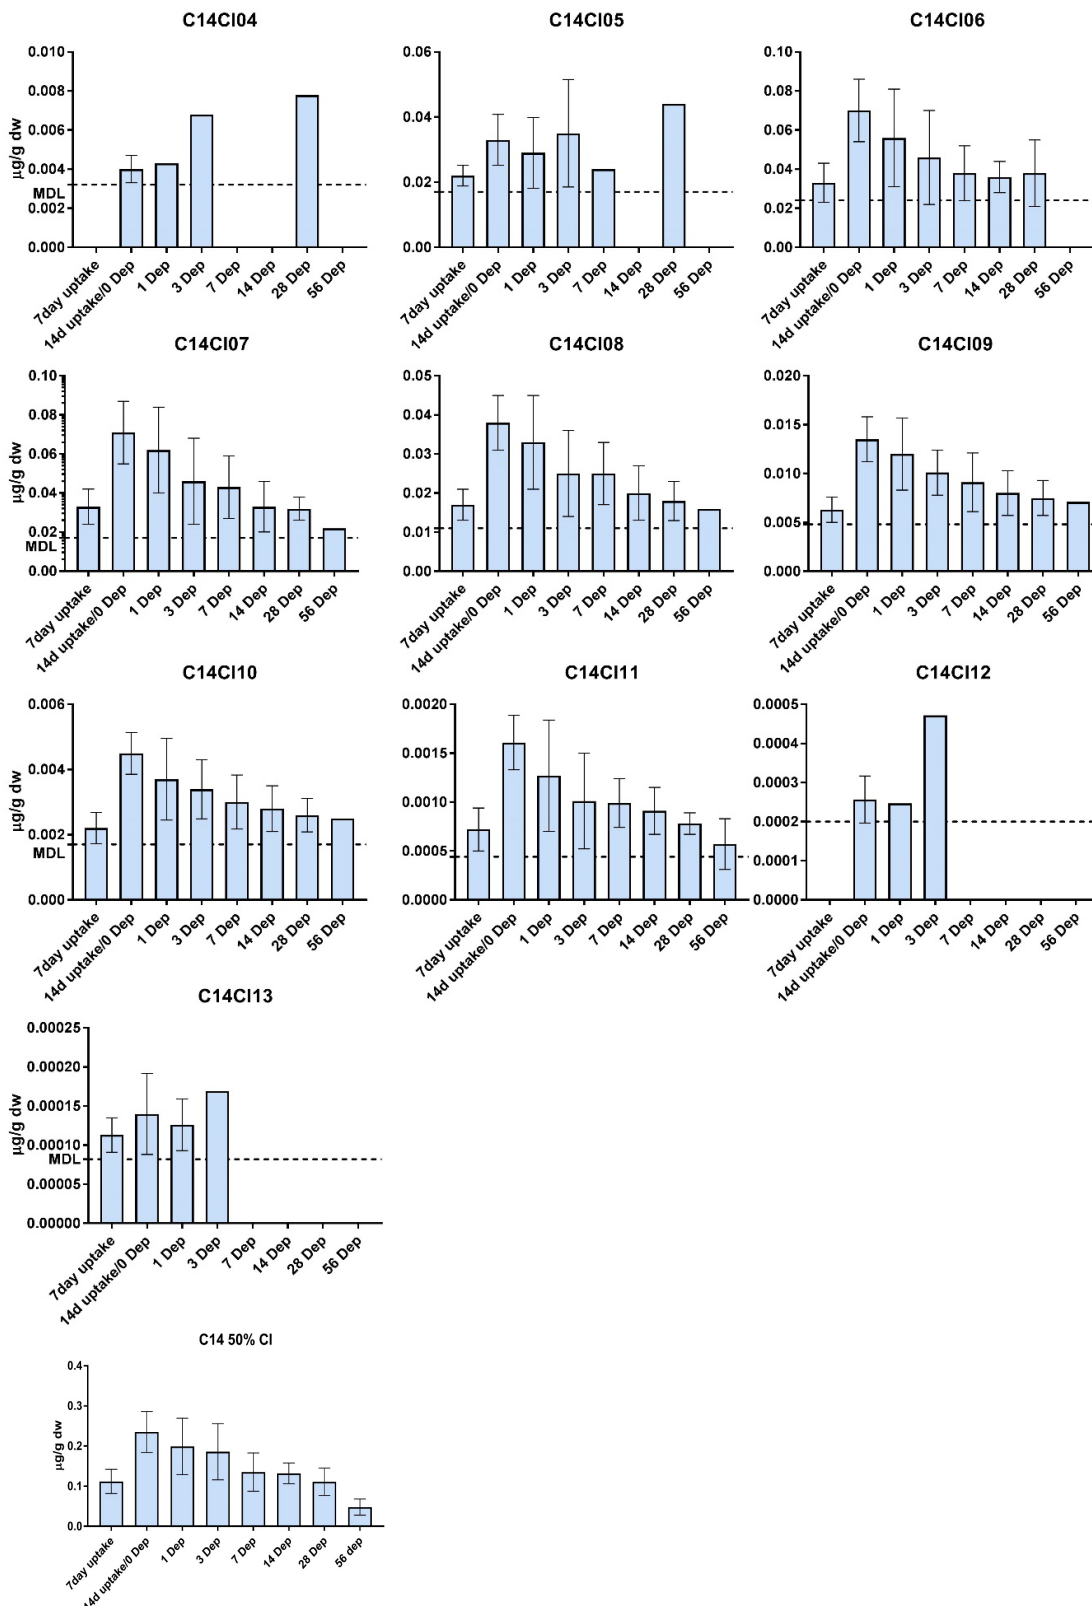 C14Cl04
µg/g dw
0.010
0.008
0.006
0.004
MDL
0.002
0.000
7day uptake
14d uptake/0 Dep
1 Dep
3 Dep
7 Dep
14 Dep
28 Dep
56 Dep
C14Cl05
0.06
0.04
0.02
0.00
7day uptake
14d uptake/0 Dep
1 Dep
3 Dep
7 Dep
14 Dep
28 Dep
56 Dep
C14Cl06
0.10
0.08
0.06
0.04
0.02
0.00
7day uptake
14d uptake/0 Dep
1 Dep
3 Dep
7 Dep
14 Dep
28 Dep
56 Dep
C14Cl07
µg/g dw
0.10
0.08
0.06
0.04
0.02
MDL
0.00
7day uptake
14d uptake/0 Dep
1 Dep
3 Dep
7 Dep
14 Dep
28 Dep
56 Dep
C14Cl08
0.05
0.04
0.03
0.02
0.01
0.00
7day uptake
14d uptake/0 Dep
1 Dep
3 Dep
7 Dep
14 Dep
28 Dep
56 Dep
C14Cl09
0.020
0.015
0.010
0.005
0.000
7day uptake
14d uptake/0 Dep
1 Dep
3 Dep
7 Dep
14 Dep
28 Dep
56 Dep
C14Cl10
µg/g dw
0.006
0.004
0.002
MDL
0.000
7day uptake
14d uptake/0 Dep
1 Dep
3 Dep
7 Dep
14 Dep
28 Dep
56 Dep
C14Cl11
0.0020
0.0015
0.0010
0.0005
0.0000
7day uptake
14d uptake/0 Dep
1 Dep
3 Dep
7 Dep
14 Dep
28 Dep
56 Dep
C14Cl12
0.0005
0.0004
0.0003
0.0002
0.0001
0.0000
7day uptake
14d uptake/0 Dep
1 Dep
3 Dep
7 Dep
14 Dep
28 Dep
56 Dep
C14Cl13
µg/g dw
0.00025
0.00020
0.00015
0.00010
MDL
0.00005
0.00000
7day uptake
14d uptake/0 Dep
1 Dep
3 Dep
7 Dep
14 Dep
28 Dep
56 Dep
C14 50% Cl
µg/g dw
0.4
0.3
0.2
0.1
0.0
7day uptake
14d uptake/0 Dep
1 Dep
3 Dep
7 Dep
14 Dep
28 Dep
56 dep